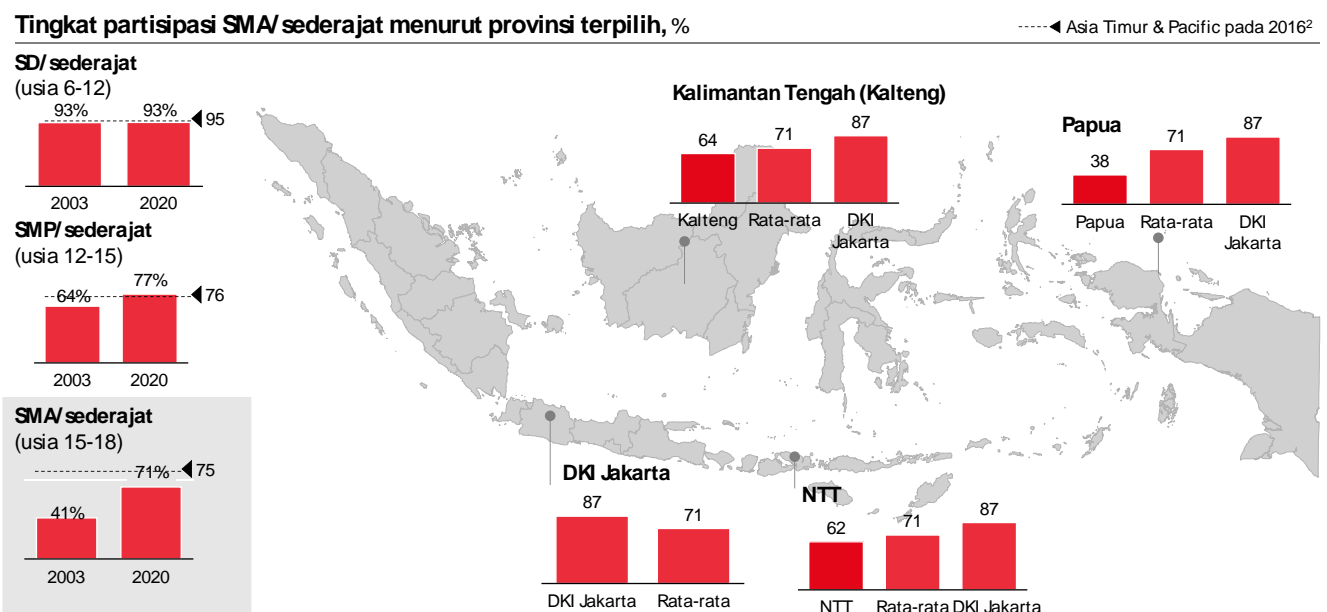 Tingkat partisipasi SMA/sederajat menurut provinsi terpilih, %
Asia Timur & Pacific pada 2016²
SD/sederajat
(usia 6-12)
93% 93%
95
2003 2020
SMP/sederajat
(usia 12-15)
64% 77%
76
2003 2020
SMA/sederajat
(usia 15-18)
41% 71%
75
2003 2020
Kalimantan Tengah (Kalteng)
64 71 87
Kalteng Rata-rata DKI
Jakarta
Papua
38 71 87
Papua Rata-rata DKI
Jakarta
DKI Jakarta
87 71
DKI Jakarta Rata-rata
NTT
62 71 87
NTT Rata-rata DKI Jakarta